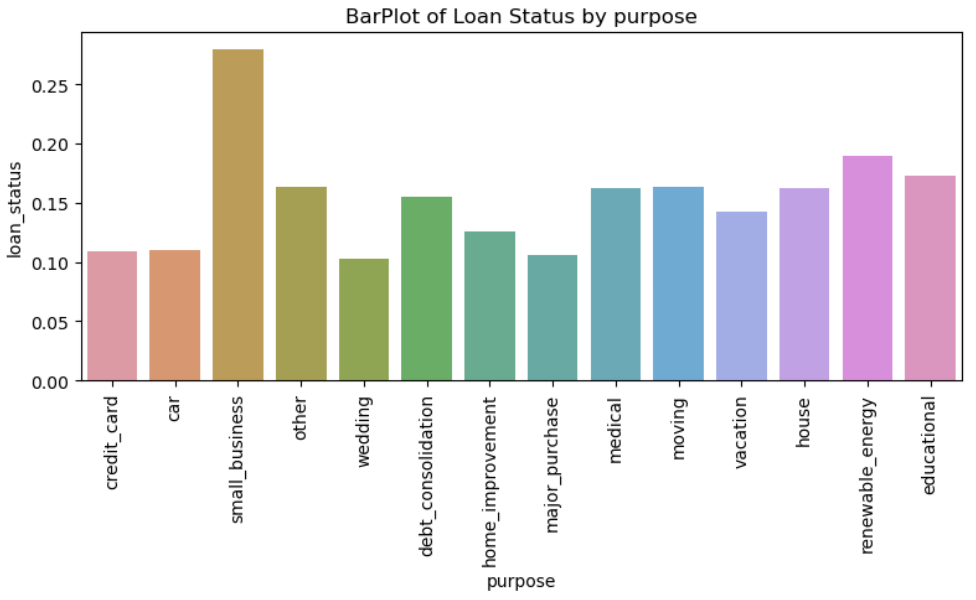 BarPlot of Loan Status by purpose
loan_status
0.25
0.20
0.15
0.10
0.05
0.00
credit_card
car
small_business
other
wedding
debt_consolidation
home_improvement
major_purchase
medical
moving
vacation
house
renewable_energy
educational
purpose